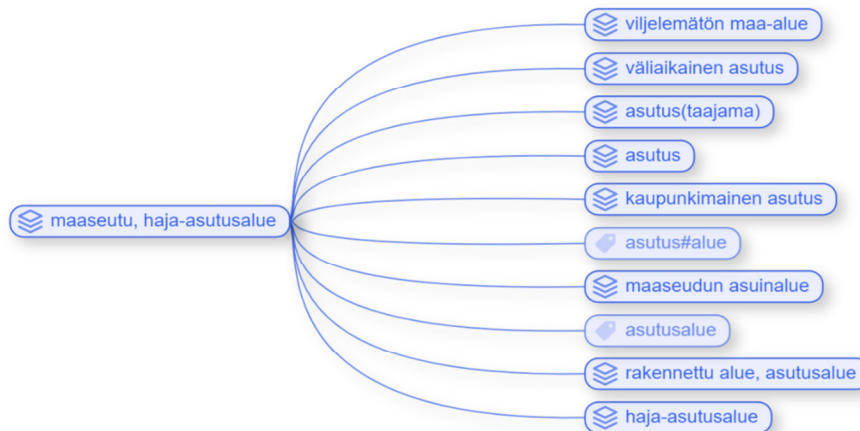 viljelemätön maa-alue
väliaikainen asutus
asutus(taajama)
asutus
kaupunkimainen asutus
maaseutu, haja-asutusalue
asutus#alue
maaseudun asuinalue
asutusalue
rakennettu alue, asutusalue
haja-asutusalue